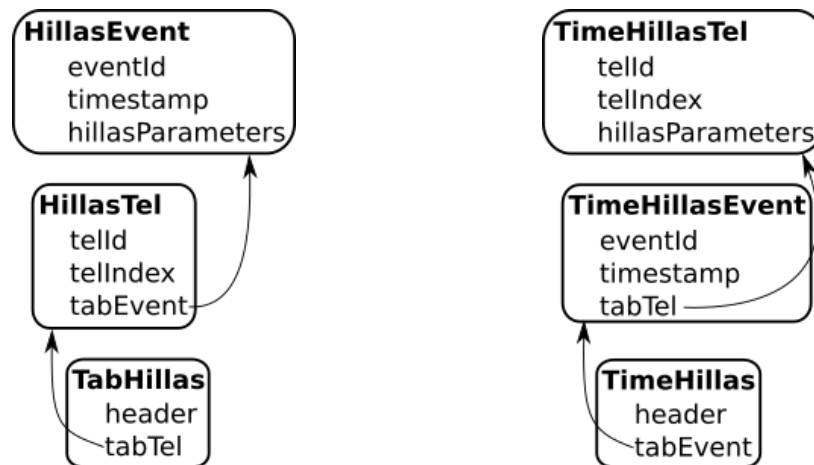 HillasEvent
eventId
timestamp
hillasParameters
HillasTel
telId
telIndex
tabEvent
TabHillas
header
tabTel
TimeHillasTel
telId
telIndex
hillasParameters
TimeHillasEvent
eventId
timestamp
tabTel
TimeHillas
header
tabEvent